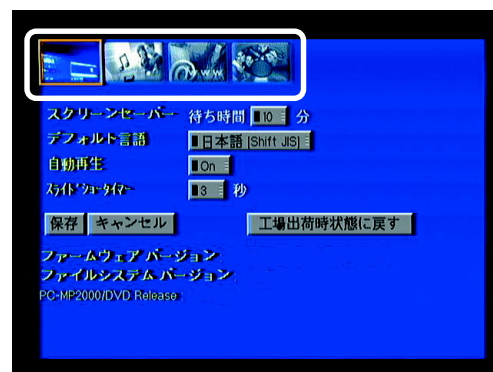 スクリーンセーバー 待ち時間 10 分
デフォルト言語 日本語 [Shift JIS]
自動再生 On
スライドショータイマー 3 秒
保存 キャンセル 工場出荷時状態に戻す
ファームウェアバージョン
ファイルシステムバージョン
PC-MP2000/DVD Release